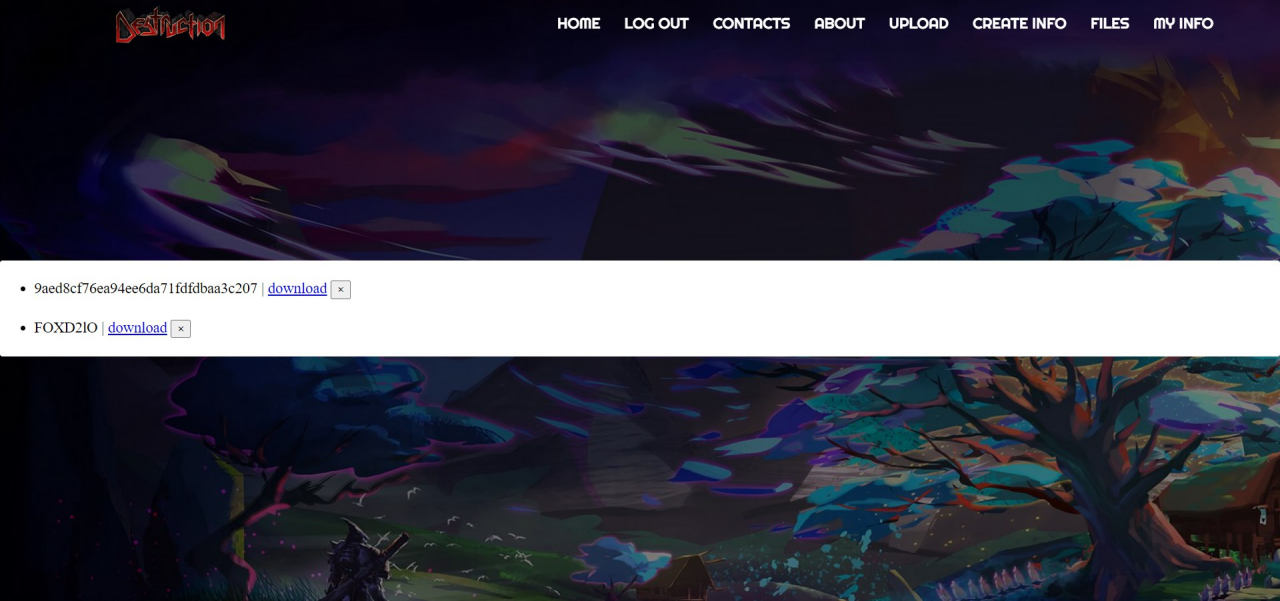 Destruction
HOME LOG OUT CONTACTS ABOUT UPLOAD CREATE INFO FILES MY INFO
9aed8cf76ea94ee6da71fdfdbaa3c207 | download ×
FOXD2lO | download ×